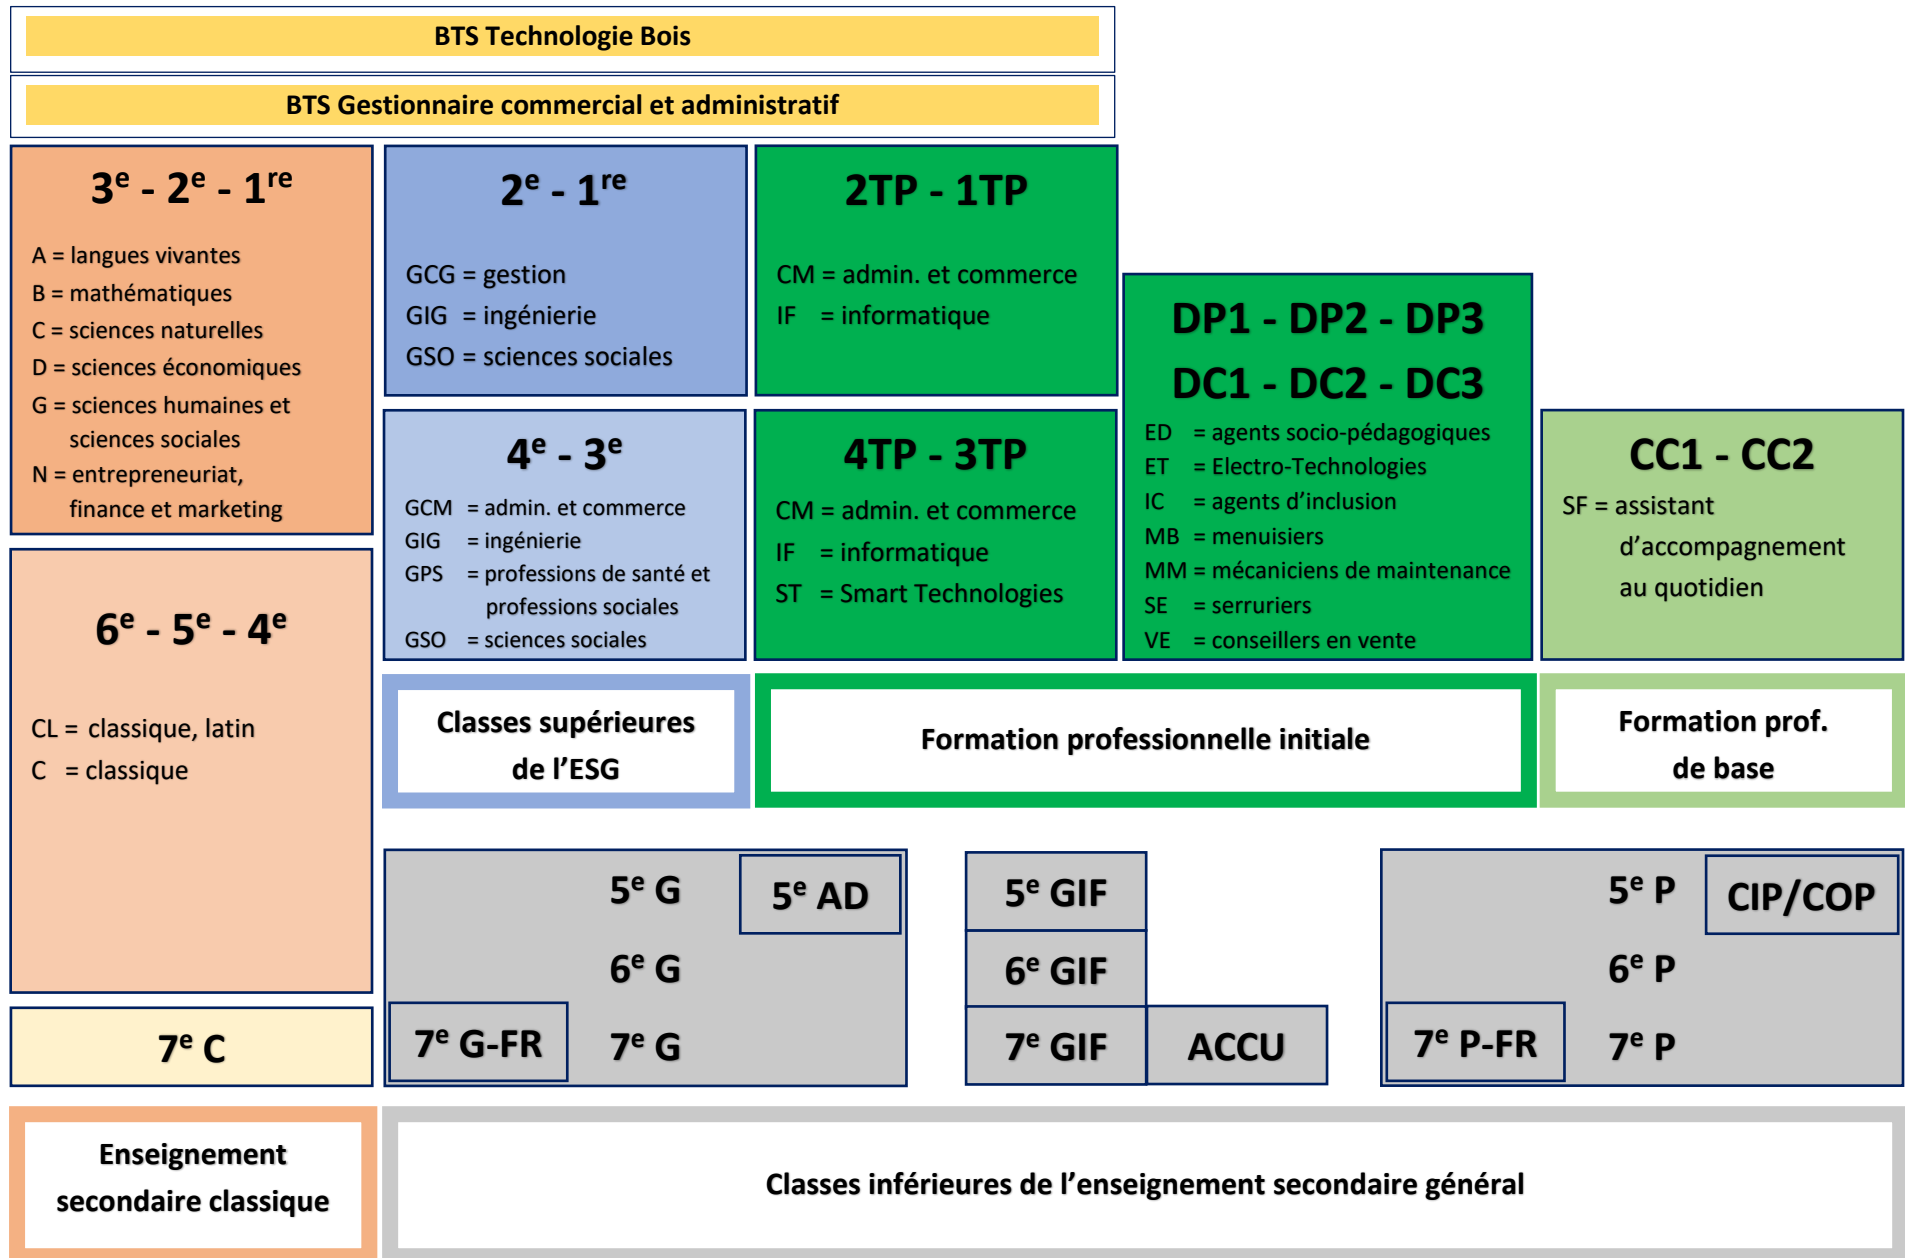 BTS Technologie Bois
BTS Gestionnaire commercial et administratif
3e - 2e - 1re
A = langues vivantes
B = mathématiques
C = sciences naturelles
D = sciences économiques
G = sciences humaines et
sciences sociales
N = entrepreneuriat,
finance et marketing
6e - 5e - 4e
CL = classique, latin
C = classique
7e C
Enseignement
secondaire classique
2e - 1re
GCG = gestion
GIG = ingénierie
GSO = sciences sociales
4e - 3e
GCM = admin. et commerce
GIG = ingénierie
GPS = professions de santé et
professions sociales
GSO = sciences sociales
Classes supérieures
de l’ESG
2TP - 1TP
CM = admin. et commerce
IF = informatique
4TP - 3TP
CM = admin. et commerce
IF = informatique
ST = Smart Technologies
DP1 - DP2 - DP3
DC1 - DC2 - DC3
ED = agents socio-pédagogiques
ET = Electro-Technologies
IC = agents d’inclusion
MB = menuisiers
MM = mécaniciens de maintenance
SE = serruriers
VE = conseillers en vente
Formation professionnelle initiale
CC1 - CC2
SF = assistant
d’accompagnement
au quotidien
Formation prof.
de base
5e G
5e AD
6e G
7e G-FR
7e G
5e GIF
6e GIF
7e GIF
ACCU
5e P
CIP/COP
6e P
7e P-FR
7e P
Classes inférieures de l’enseignement secondaire général